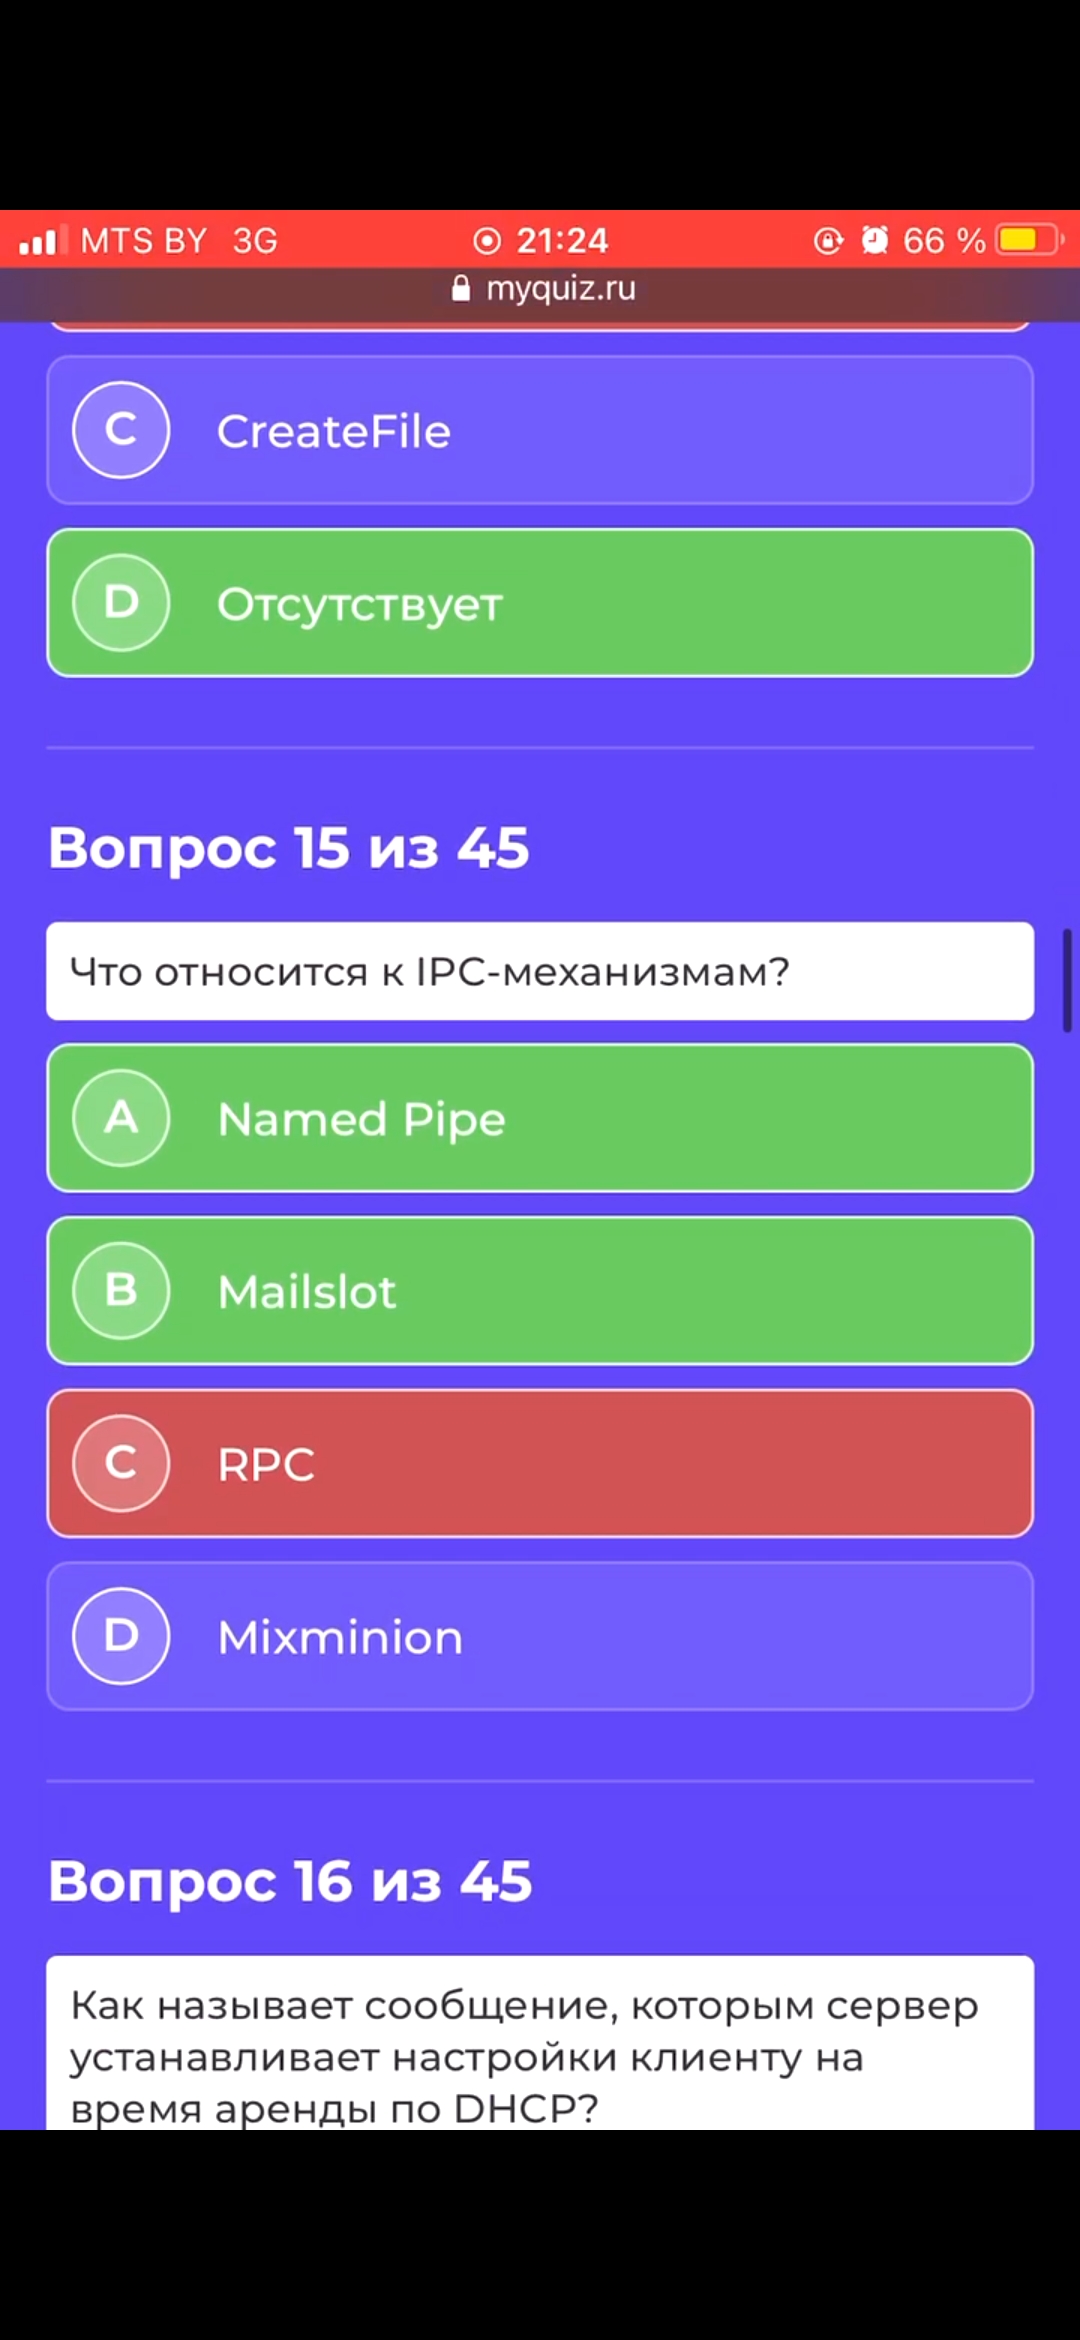 MTS BY 3G 21:24 66 %
myquiz.ru
C CreateFile
D Отсутствует
Вопрос 15 из 45
Что относится к IPC-механизмам?
A Named Pipe
B Mailslot
C RPC
D Mixminion
Вопрос 16 из 45
Как называет сообщение, которым сервер
устанавливает настройки клиенту на
время аренды по DHCP?